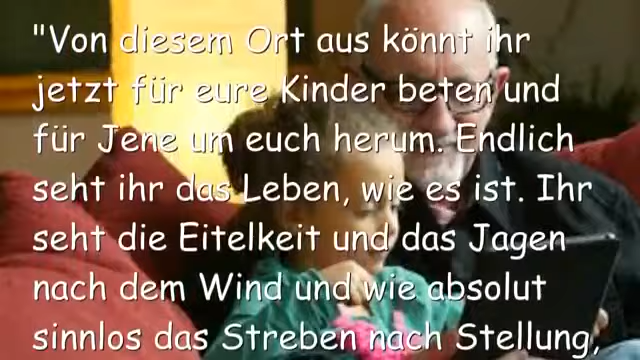 "Von diesem Ort aus könnt ihr
jetzt für eure Kinder beten und
für Jene um euch herum. Endlich
seht ihr das Leben, wie es ist. Ihr
seht die Eitelkeit und das Jagen
nach dem Wind und wie absolut
sinnlos das Streben nach Stellung,